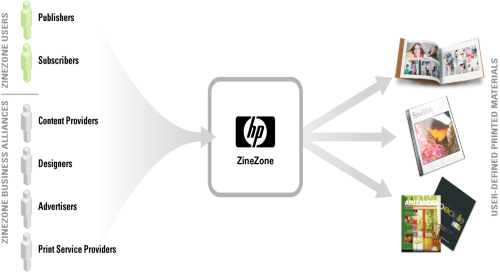 ZINEZONE USERS
Publishers
Subscribers
ZINEZONE BUSINESS ALLIANCES
Content Providers
Designers
Advertisers
Print Service Providers
hp
ZineZone
USER-DEFINED PRINTED MATERIALS